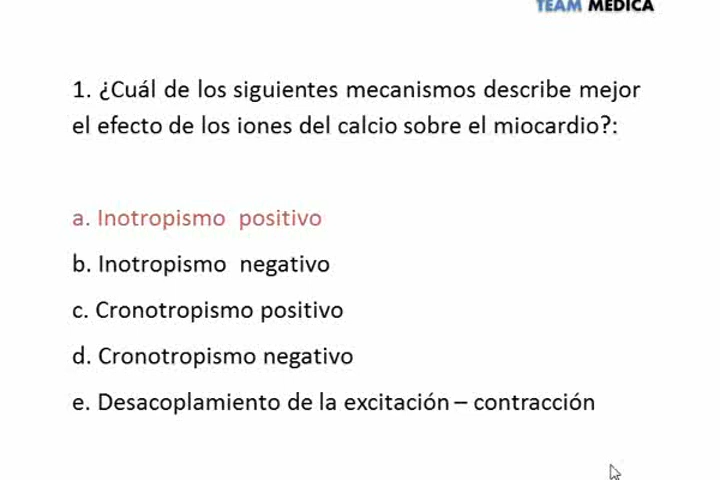 TEAM MEDICA
1. ¿Cuál de los siguientes mecanismos describe mejor
el efecto de los iones del calcio sobre el miocardio?:
a. Inotropismo positivo
b. Inotropismo negativo
c. Cronotropismo positivo
d. Cronotropismo negativo
e. Desacoplamiento de la excitación – contracción